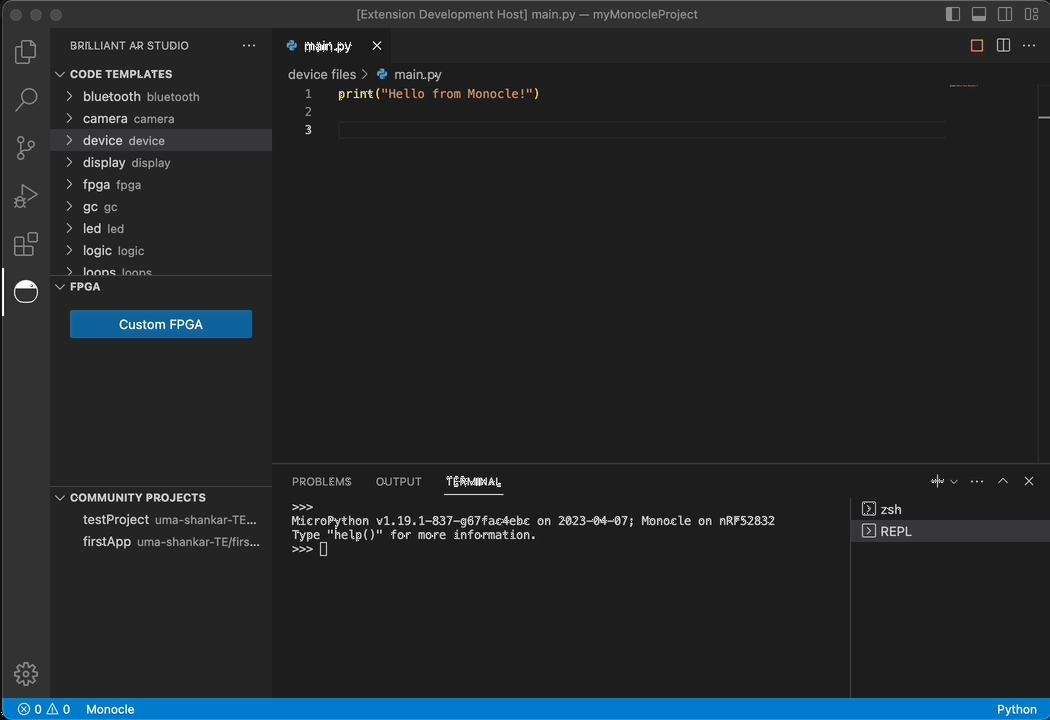 [Extension Development Host] main.py — myMonocleProject
BRILLIANT AR STUDIO
CODE TEMPLATES
bluetooth bluetooth
camera camera
device device
display display
fpga fpga
gc gc
led led
logic logic
loops loops
FPGA
Custom FPGA
COMMUNITY PROJECTS
testProject uma-shankar-TE...
firstApp uma-shankar-TE/firs...
main.py
device files > main.py
1 print("Hello from Monocle!")
2
3
PROBLEMS OUTPUT TERMINAL
>>>
MicroPython v1.19.1-837-g67fac4ebc on 2023-04-07; Monocle on nRF52832
Type "help()" for more information.
>>>
zsh
REPL
0 0 Monocle
Python